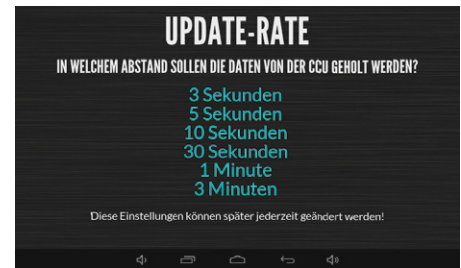 UPDATE-RATE
IN WELCHEM ABSTAND SOLLEN DIE DATEN VON DER CCU GEHOLT WERDEN?
3 Sekunden
5 Sekunden
10 Sekunden
30 Sekunden
1 Minute
3 Minuten
Diese Einstellungen können später jederzeit geändert werden!